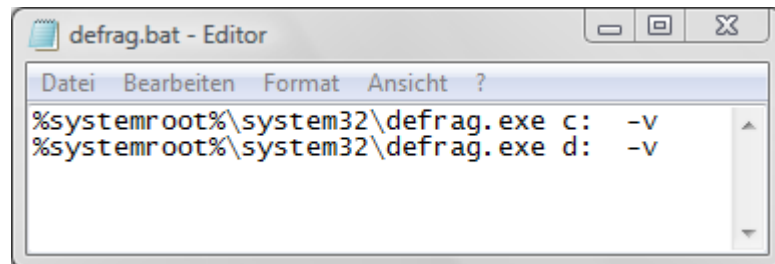 defrag.bat - Editor
Datei Bearbeiten Format Ansicht ?
%systemroot%\system32\defrag.exe c:  -v
%systemroot%\system32\defrag.exe d:  -v